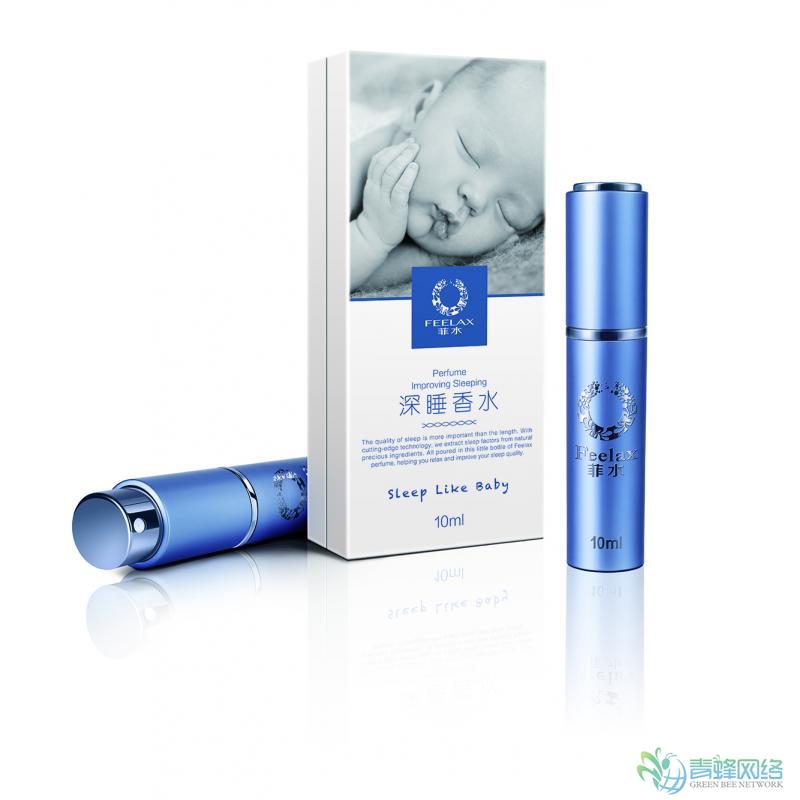 FEELAX
菲水
Perfume
Improving Sleeping
深睡香水
The quality of sleep is more important than the length. With
cutting-edge technology, we extract sleep factors from natural
precious ingredients. All poured in this little bottle of Feelax
perfume, helping you relax and improve your sleep quality.
Sleep Like Baby
10ml
Feelax
菲水
10ml
青蜂网络
GREEN BEE NETWORK